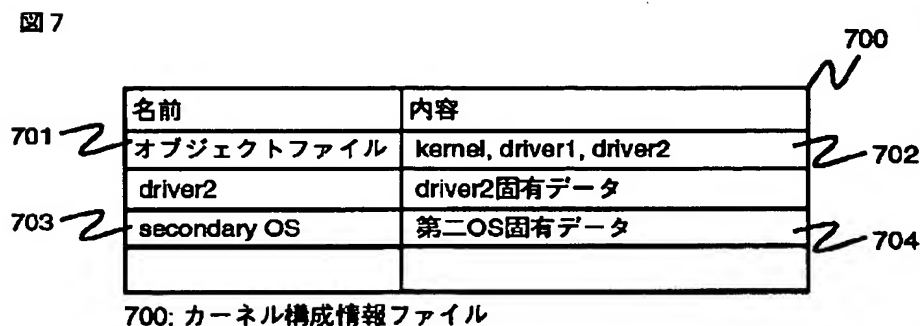 図7
700
名前 内容
701 オブジェクトファイル kernel, driver1, driver2 702
driver2 driver2固有データ
703 secondary OS 第二OS固有データ 704
700: カーネル構成情報ファイル